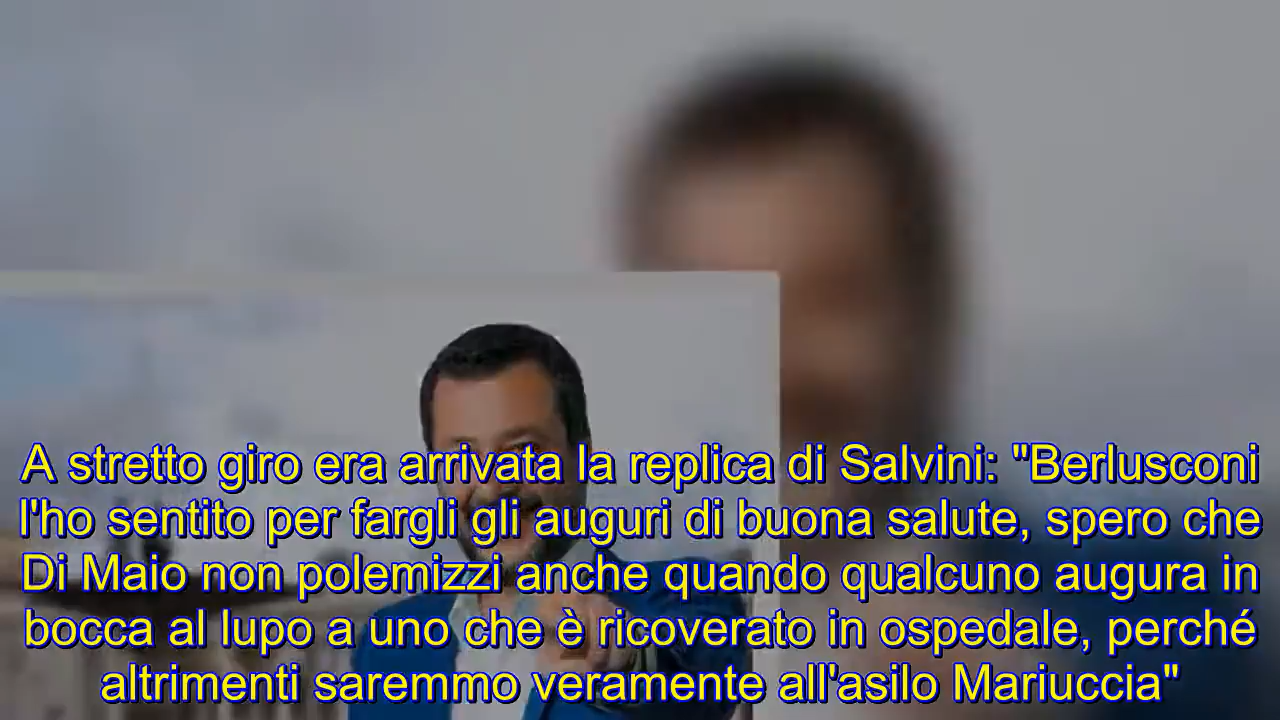 A stretto giro era arrivata la replica di Salvini: "Berlusconi
l'ho sentito per fargli gli auguri di buona salute, spero che
Di Maio non polemizzi anche quando qualcuno augura in
bocca al lupo a uno che è ricoverato in ospedale, perché
altrimenti saremmo veramente all'asilo Mariuccia"